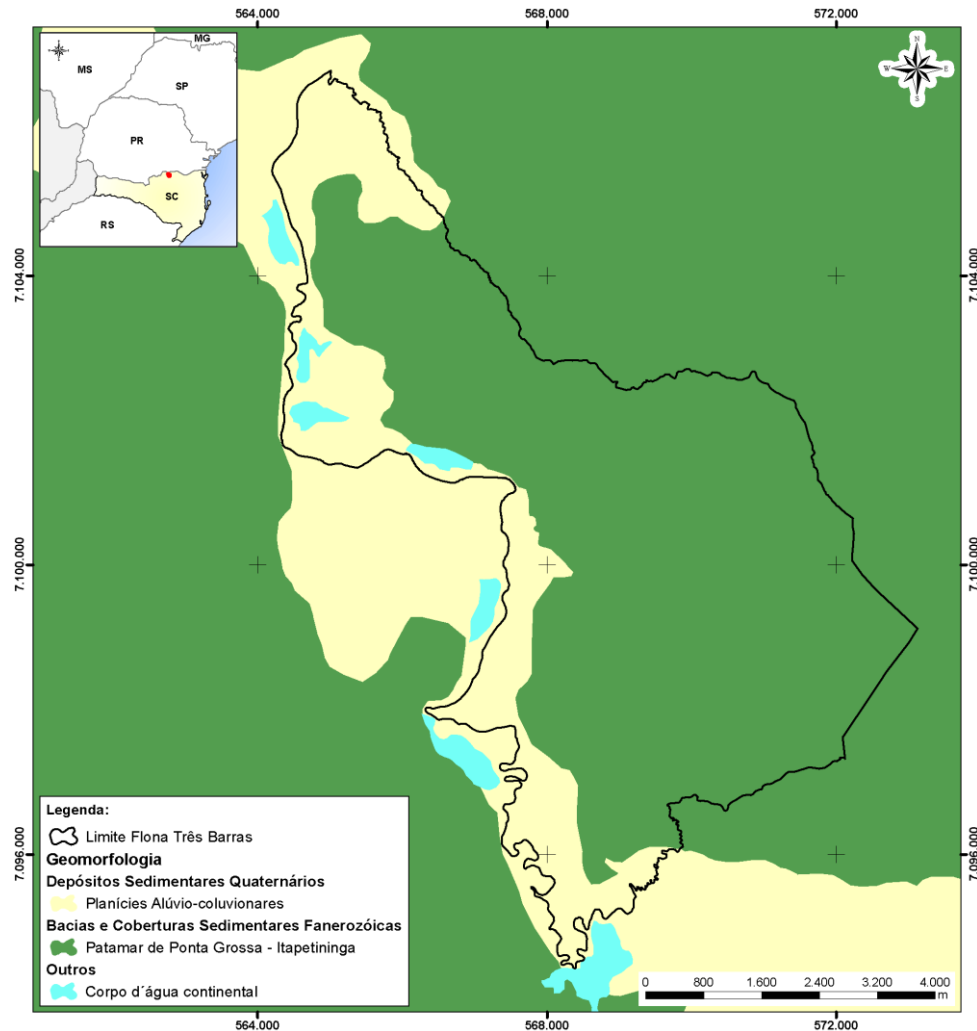 564.000 568.000 572.000
MG
MS
SP
PR
SC
RS
N
W E
S
7.104.000 7.104.000
7.100.000 7.100.000
7.096.000 7.096.000
Legenda:
Limite Flona Três Barras
Geomorfologia
Depósitos Sedimentares Quaternários
Planícies Alúvio-coluvionares
Bacias e Coberturas Sedimentares Fanerozóicas
Patamar de Ponta Grossa - Itapetininga
Outros
Corpo d´água continental
0 800 1.600 2.400 3.200 4.000
m
564.000 568.000 572.000